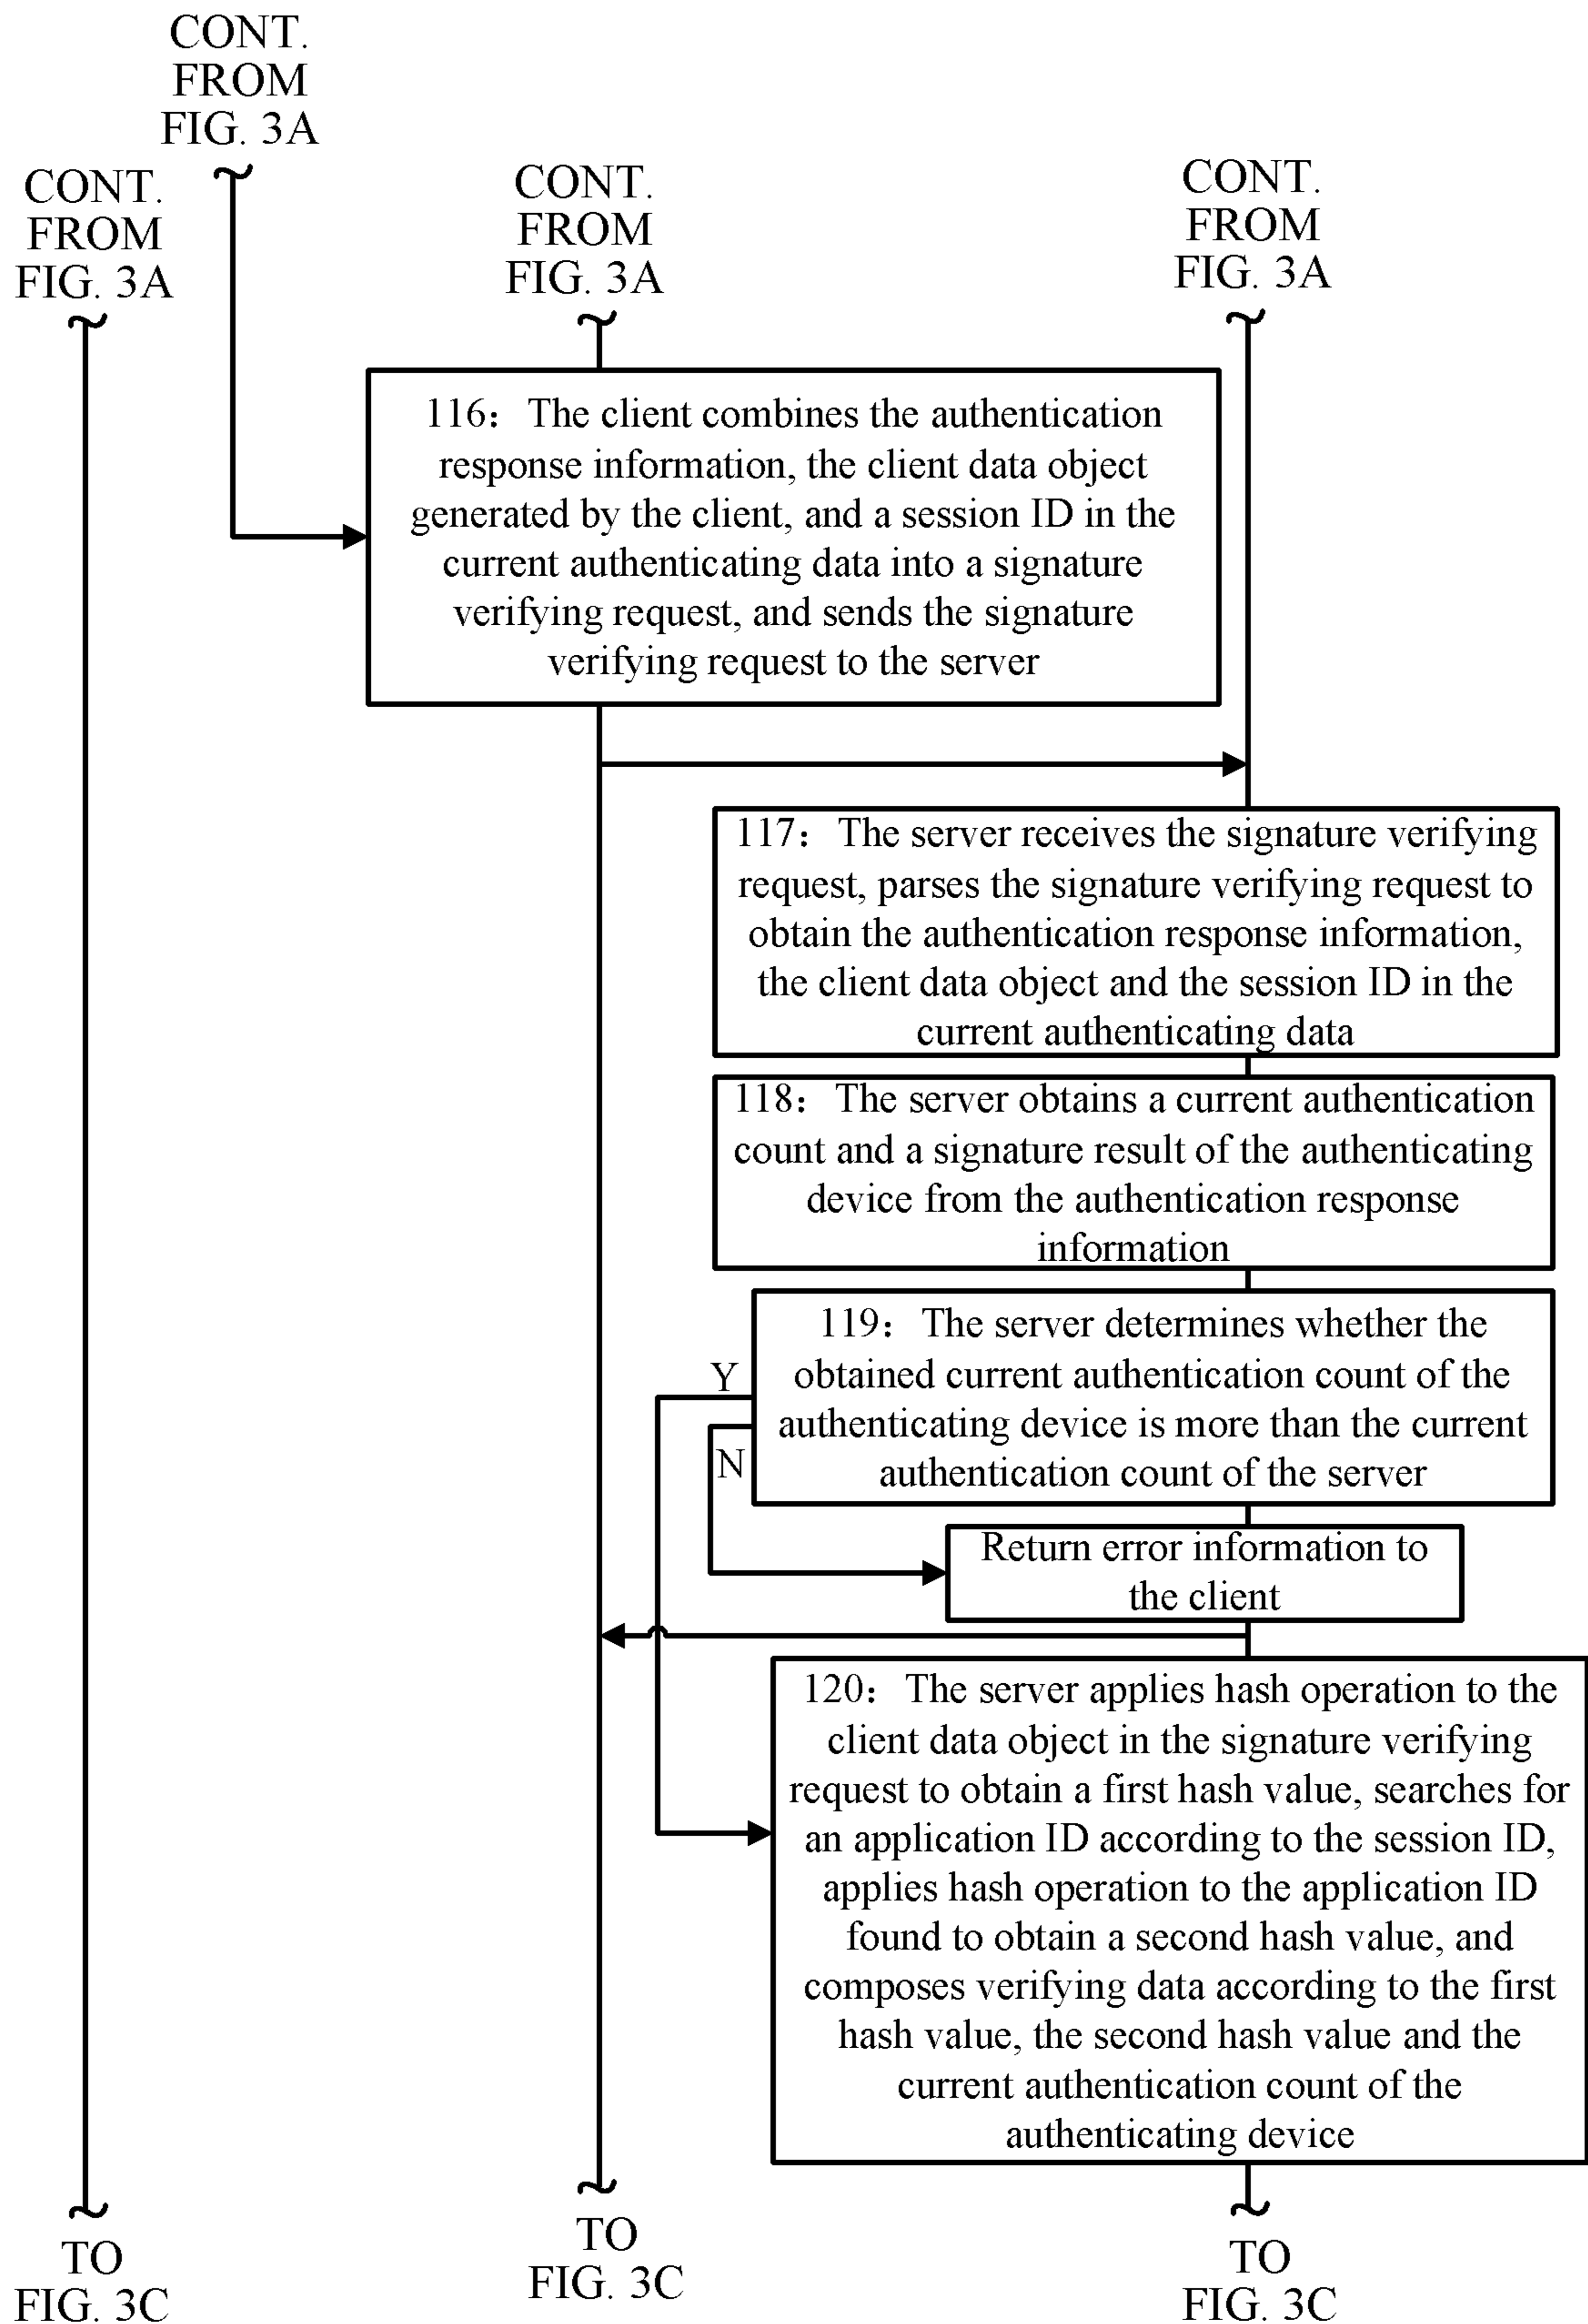 CONT.
FROM
FIG. 3A
CONT.
FROM
FIG. 3A
CONT.
FROM
FIG. 3A
CONT.
FROM
FIG. 3A
116：The client combines the authentication
response information, the client data object
generated by the client, and a session ID in the
current authenticating data into a signature
verifying request, and sends the signature
verifying request to the server
117：The server receives the signature verifying
request, parses the signature verifying request to
obtain the authentication response information,
the client data object and the session ID in the
current authenticating data
118：The server obtains a current authentication
count and a signature result of the authenticating
device from the authentication response
information
119：The server determines whether the
obtained current authentication count of the
authenticating device is more than the current
authentication count of the server
Y
N
Return error information to
the client
120：The server applies hash operation to the
client data object in the signature verifying
request to obtain a first hash value, searches for
an application ID according to the session ID,
applies hash operation to the application ID
found to obtain a second hash value, and
composes verifying data according to the first
hash value, the second hash value and the
current authentication count of the
authenticating device
TO
FIG. 3C
TO
FIG. 3C
TO
FIG. 3C